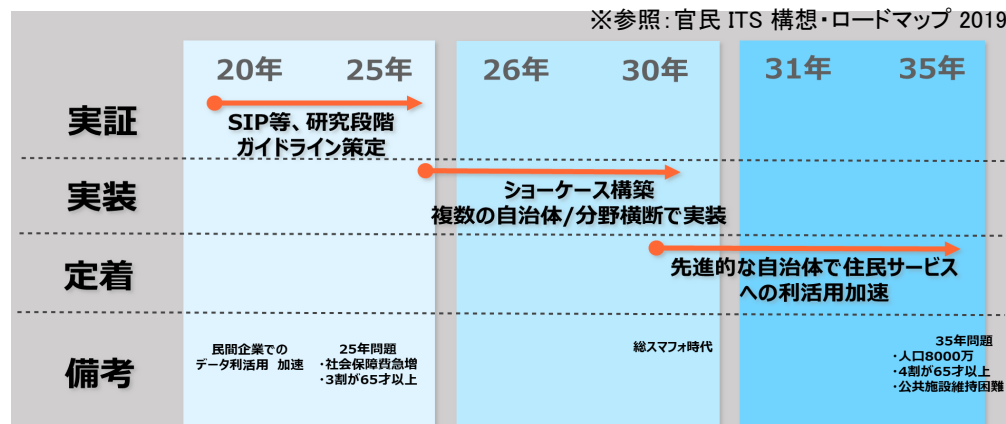 ※参照：官民 ITS 構想・ロードマップ 2019
20年 25年 26年 30年 31年 35年
実証
SIP等、研究段階
ガイドライン策定
実装
ショーケース構築
複数の自治体/分野横断で実装
定着
先進的な自治体で住民サービス
への利活用加速
備考
民間企業での
データ利活用 加速
25年問題
・社会保障費急増
・3割が65才以上
総スマフォ時代
35年問題
・人口8000万
・4割が65才以上
・公共施設維持困難